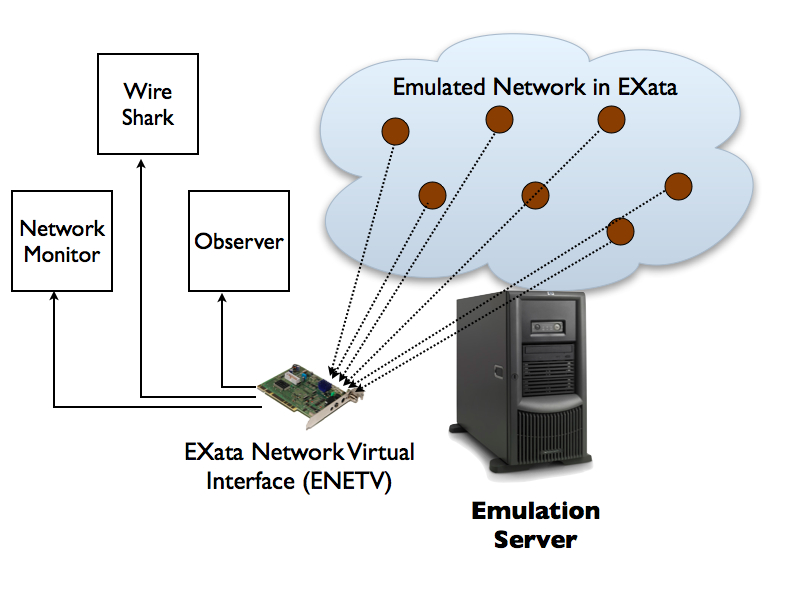 Emulated Network in EXata
Wire
Shark
Network
Monitor
Observer
EXata Network Virtual
Interface (ENETV)
Emulation
Server